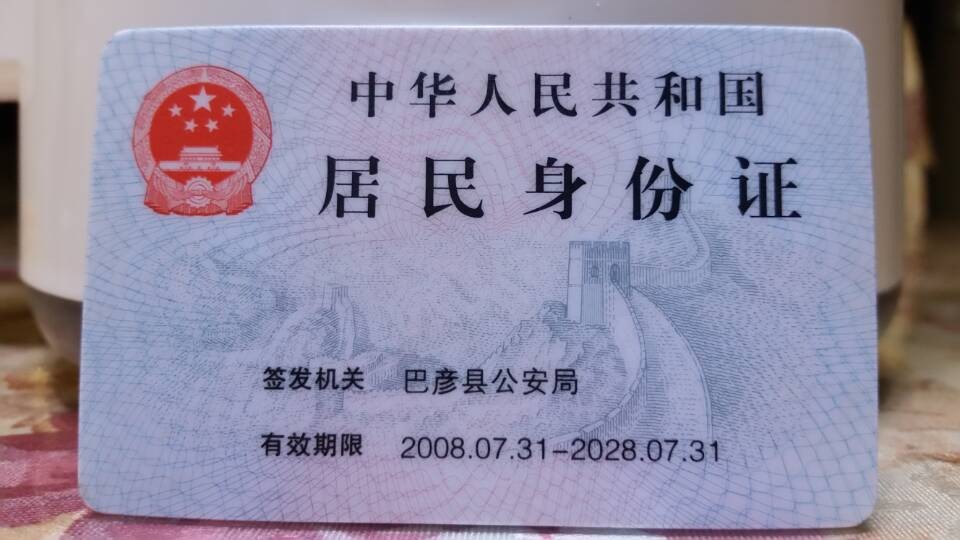 中华人民共和国
居民身份证
签发机关 巴彦县公安局
有效期限 2008.07.31-2028.07.31